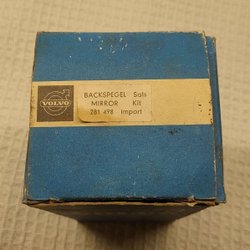 VOLVO
BACKSPEGEL Sats
MIRROR Kit
281 498 import